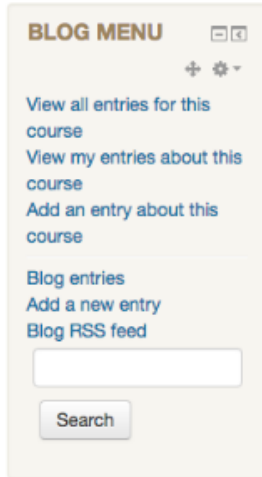 BLOG MENU
View all entries for this
course
View my entries about this
course
Add an entry about this
course
Blog entries
Add a new entry
Blog RSS feed
Search